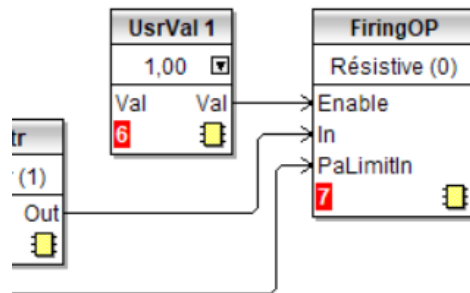 UsrVal 1
1,00
Val Val
6
FiringOP
Résistive (0)
Enable
In
PaLimitIn
7
tr
(1)
Out